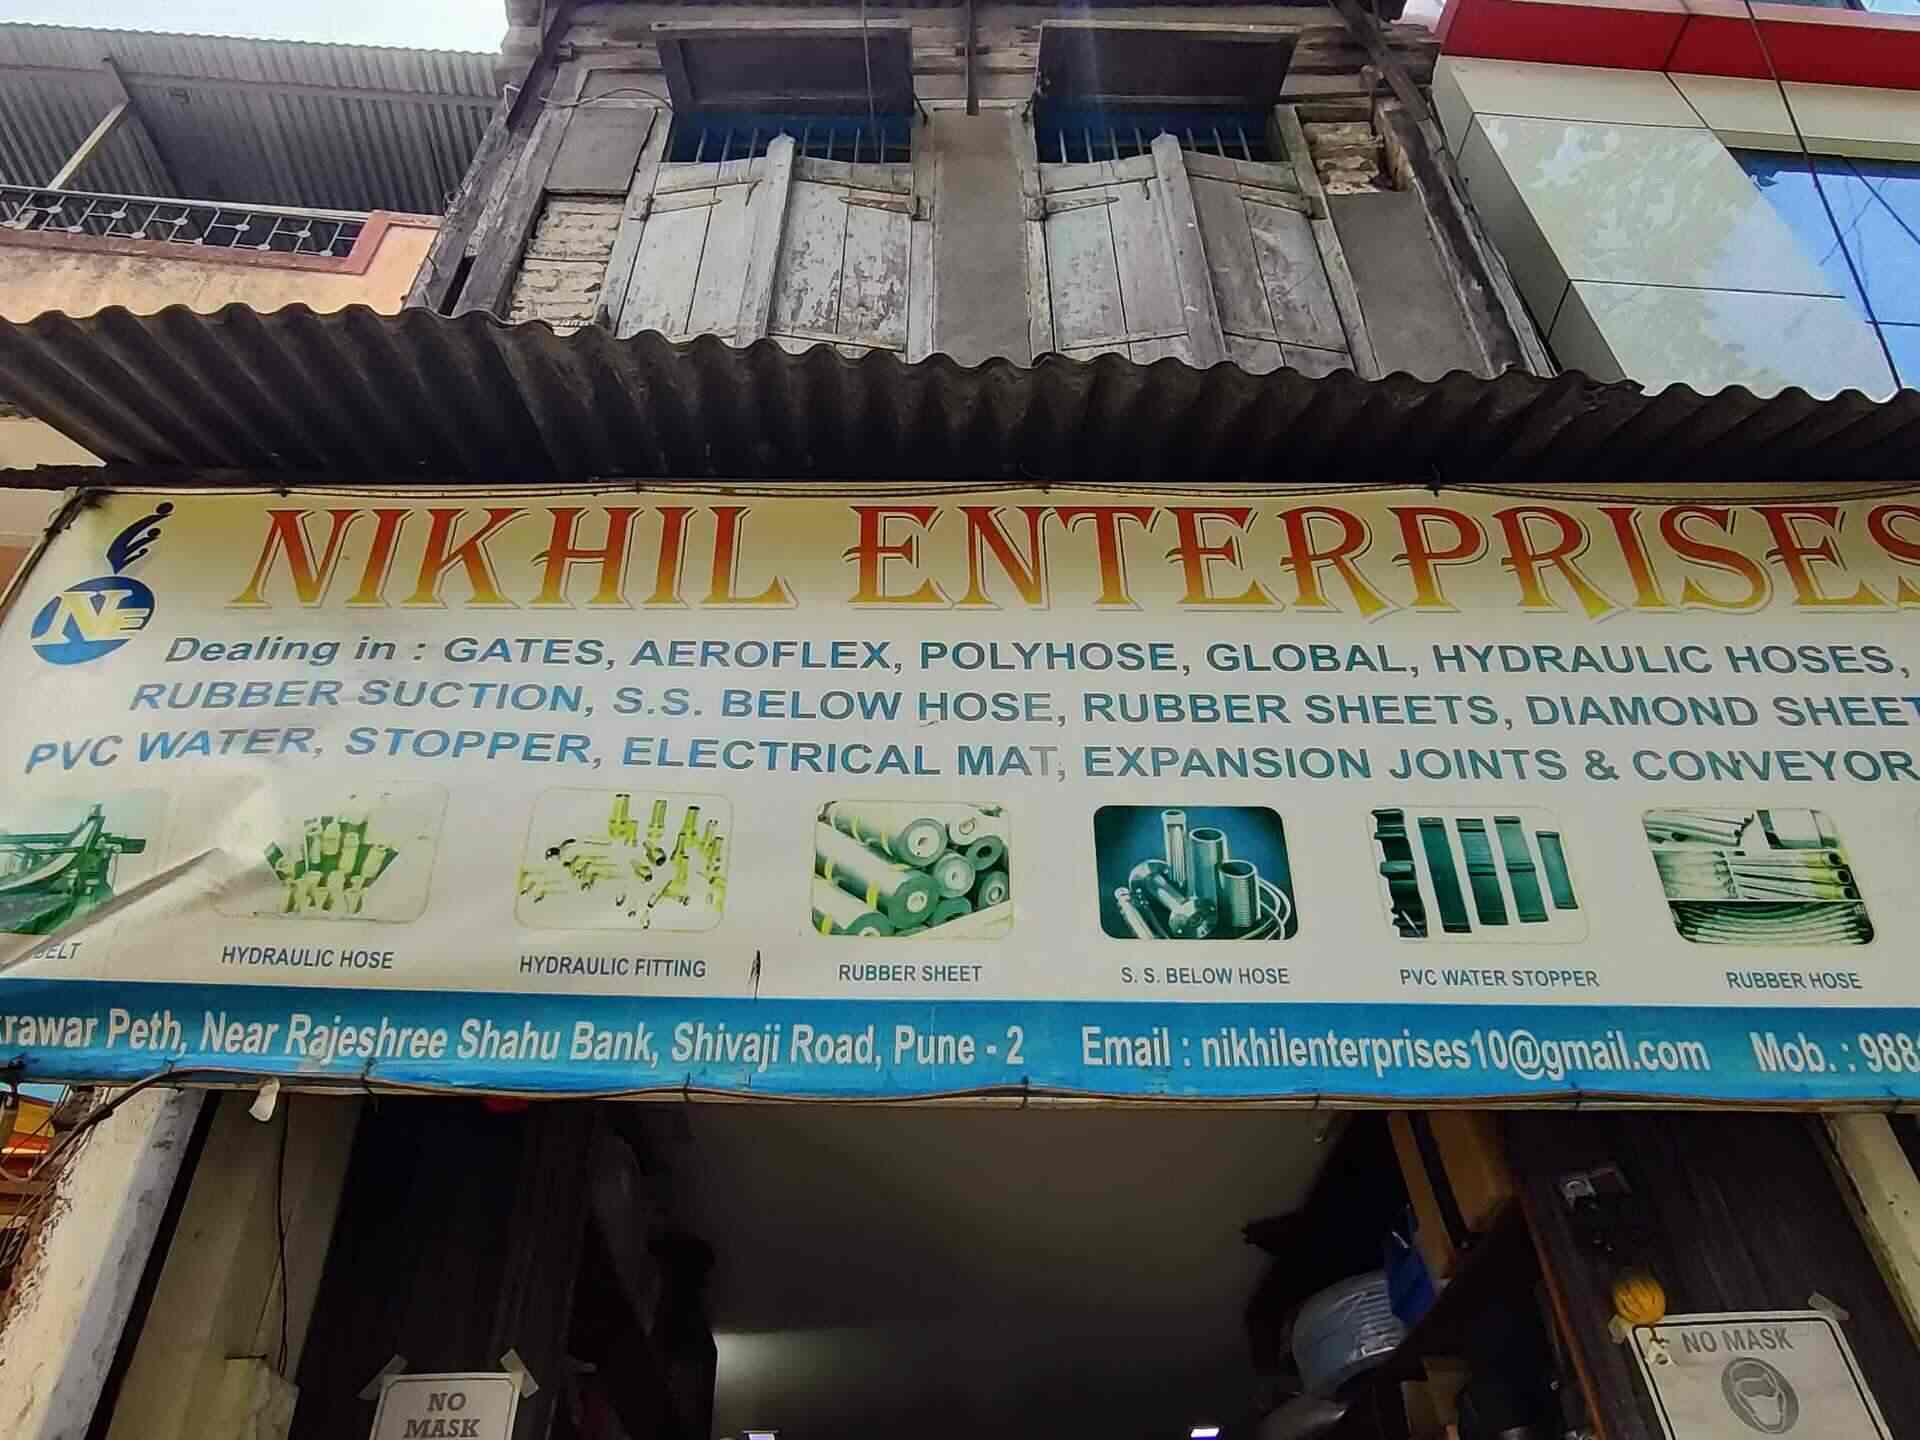 NIKHIL ENTERPRISES
NE
Dealing in : GATES, AEROFLEX, POLYHOSE, GLOBAL, HYDRAULIC HOSES,
RUBBER SUCTION, S.S. BELOW HOSE, RUBBER SHEETS, DIAMOND SHEET
PVC WATER, STOPPER, ELECTRICAL MAT, EXPANSION JOINTS & CONVEYOR
HYDRAULIC HOSE
HYDRAULIC FITTING
RUBBER SHEET
S. S. BELOW HOSE
PVC WATER STOPPER
RUBBER HOSE
Peth, Near Rajeshree Shahu Bank, Shivaji Road, Pune - 2 Email : nikhilenterprises10@gmail.com Mob. : 988
NO
MASK
NO MASK